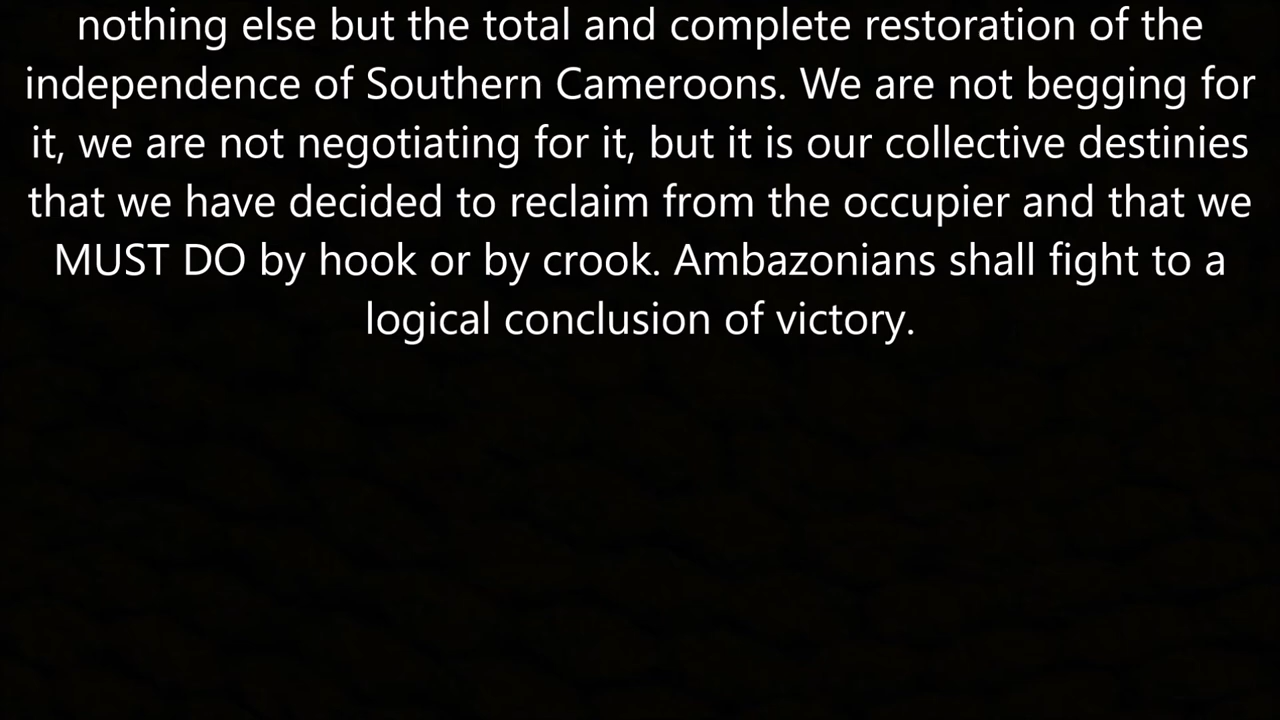 nothing else but the total and complete restoration of the
independence of Southern Cameroons. We are not begging for
it, we are not negotiating for it, but it is our collective destinies
that we have decided to reclaim from the occupier and that we
MUST DO by hook or by crook. Ambazonians shall fight to a
logical conclusion of victory.